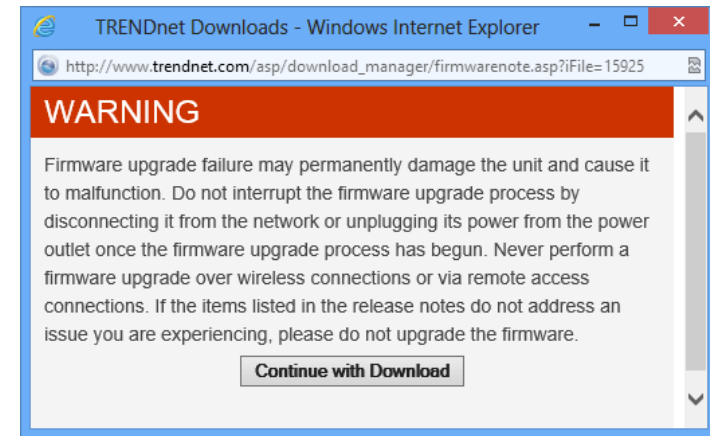 TRENDnet Downloads - Windows Internet Explorer
http://www.trendnet.com/asp/download_manager/firmwarenote.asp?iFile=15925
WARNING
Firmware upgrade failure may permanently damage the unit and cause it
to malfunction. Do not interrupt the firmware upgrade process by
disconnecting it from the network or unplugging its power from the power
outlet once the firmware upgrade process has begun. Never perform a
firmware upgrade over wireless connections or via remote access
connections. If the items listed in the release notes do not address an
issue you are experiencing, please do not upgrade the firmware.
Continue with Download